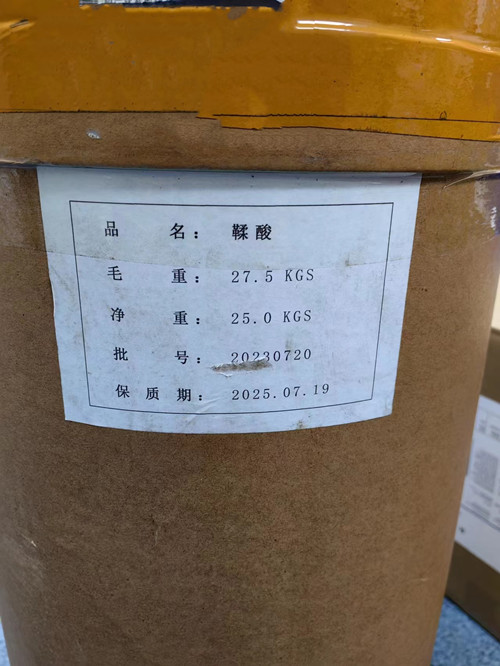 品 名： 鞣酸
毛 重： 27.5 KGS
净 重： 25.0 KGS
批 号： 20230720
保 质 期： 2025.07.19